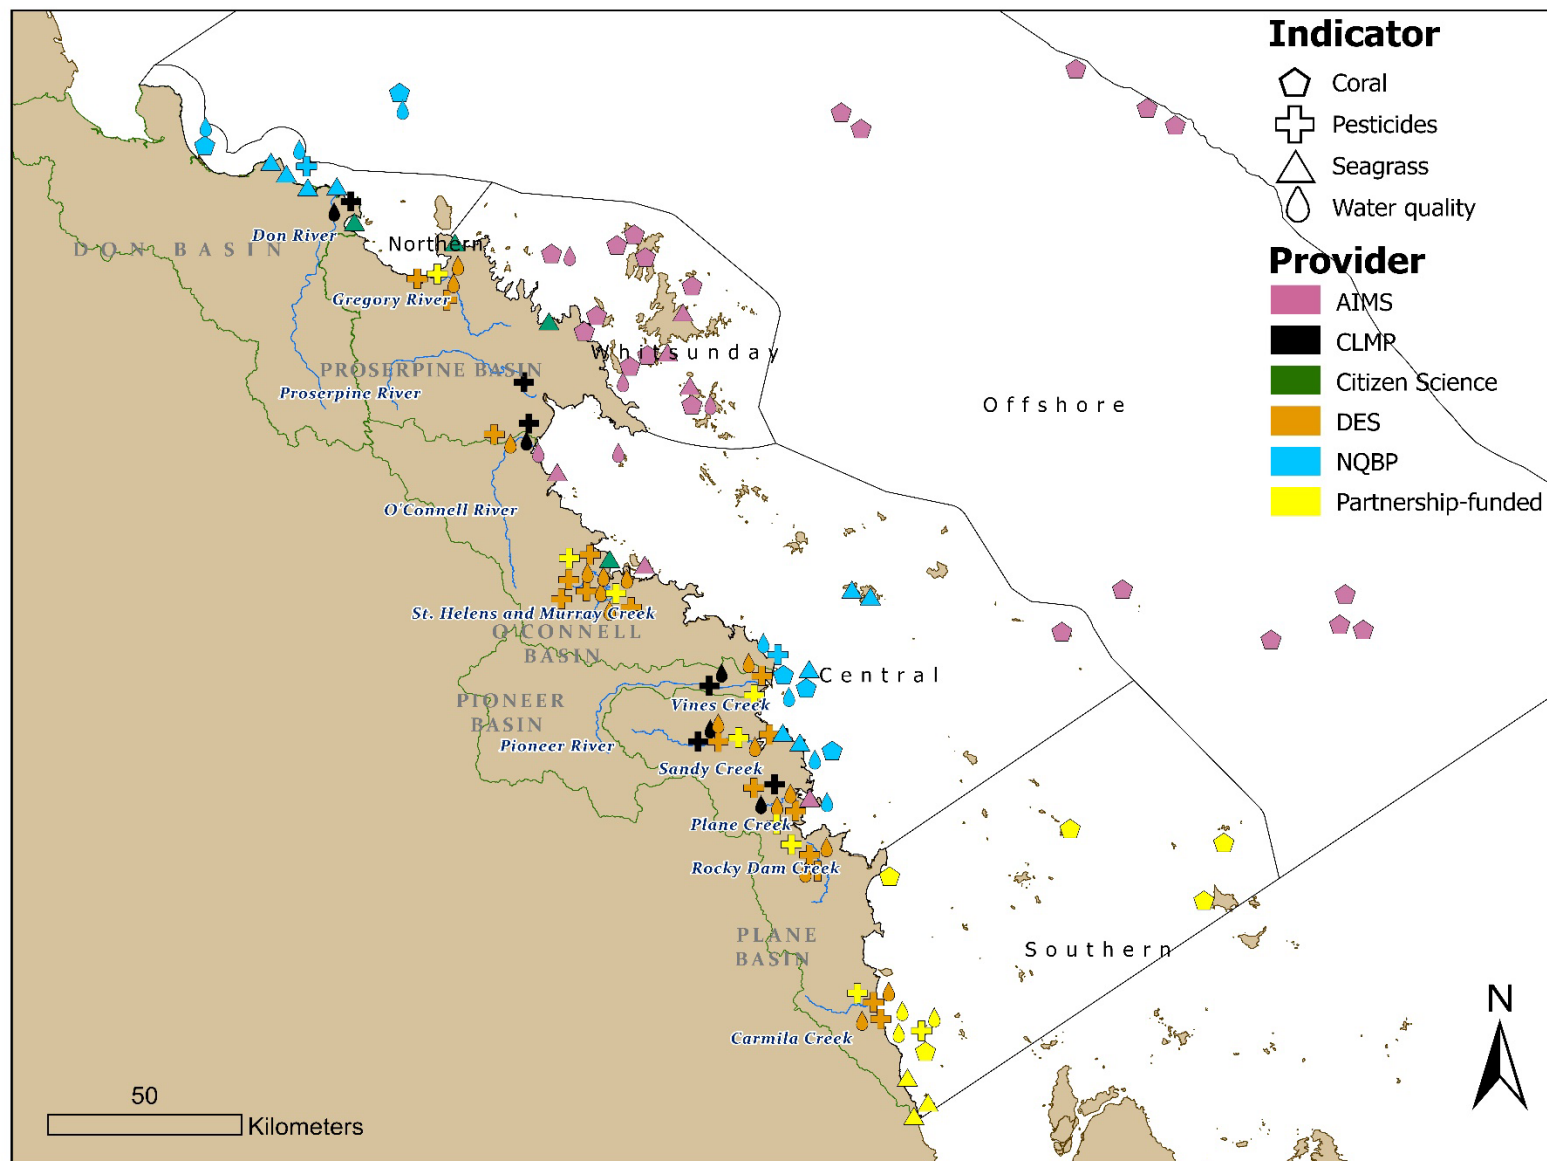 Indicator
Coral
Pesticides
Seagrass
Water quality
Provider
AIMS
CLMP
Citizen Science
DES
NQBP
Partnership-funded
Don River
DON BASIN
Northern
Gregory River
Whitsunday
PROSERPINE BASIN
Proserpine River
Offshore
O'Connell River
St. Helens and Murray Creek
O'CONNELL
BASIN
Central
PIONEER
BASIN
Vines Creek
Pioneer River
Sandy Creek
Plane Creek
Rocky Dam Creek
PLANE
BASIN
Southern
Carmila Creek
N
50
Kilometers